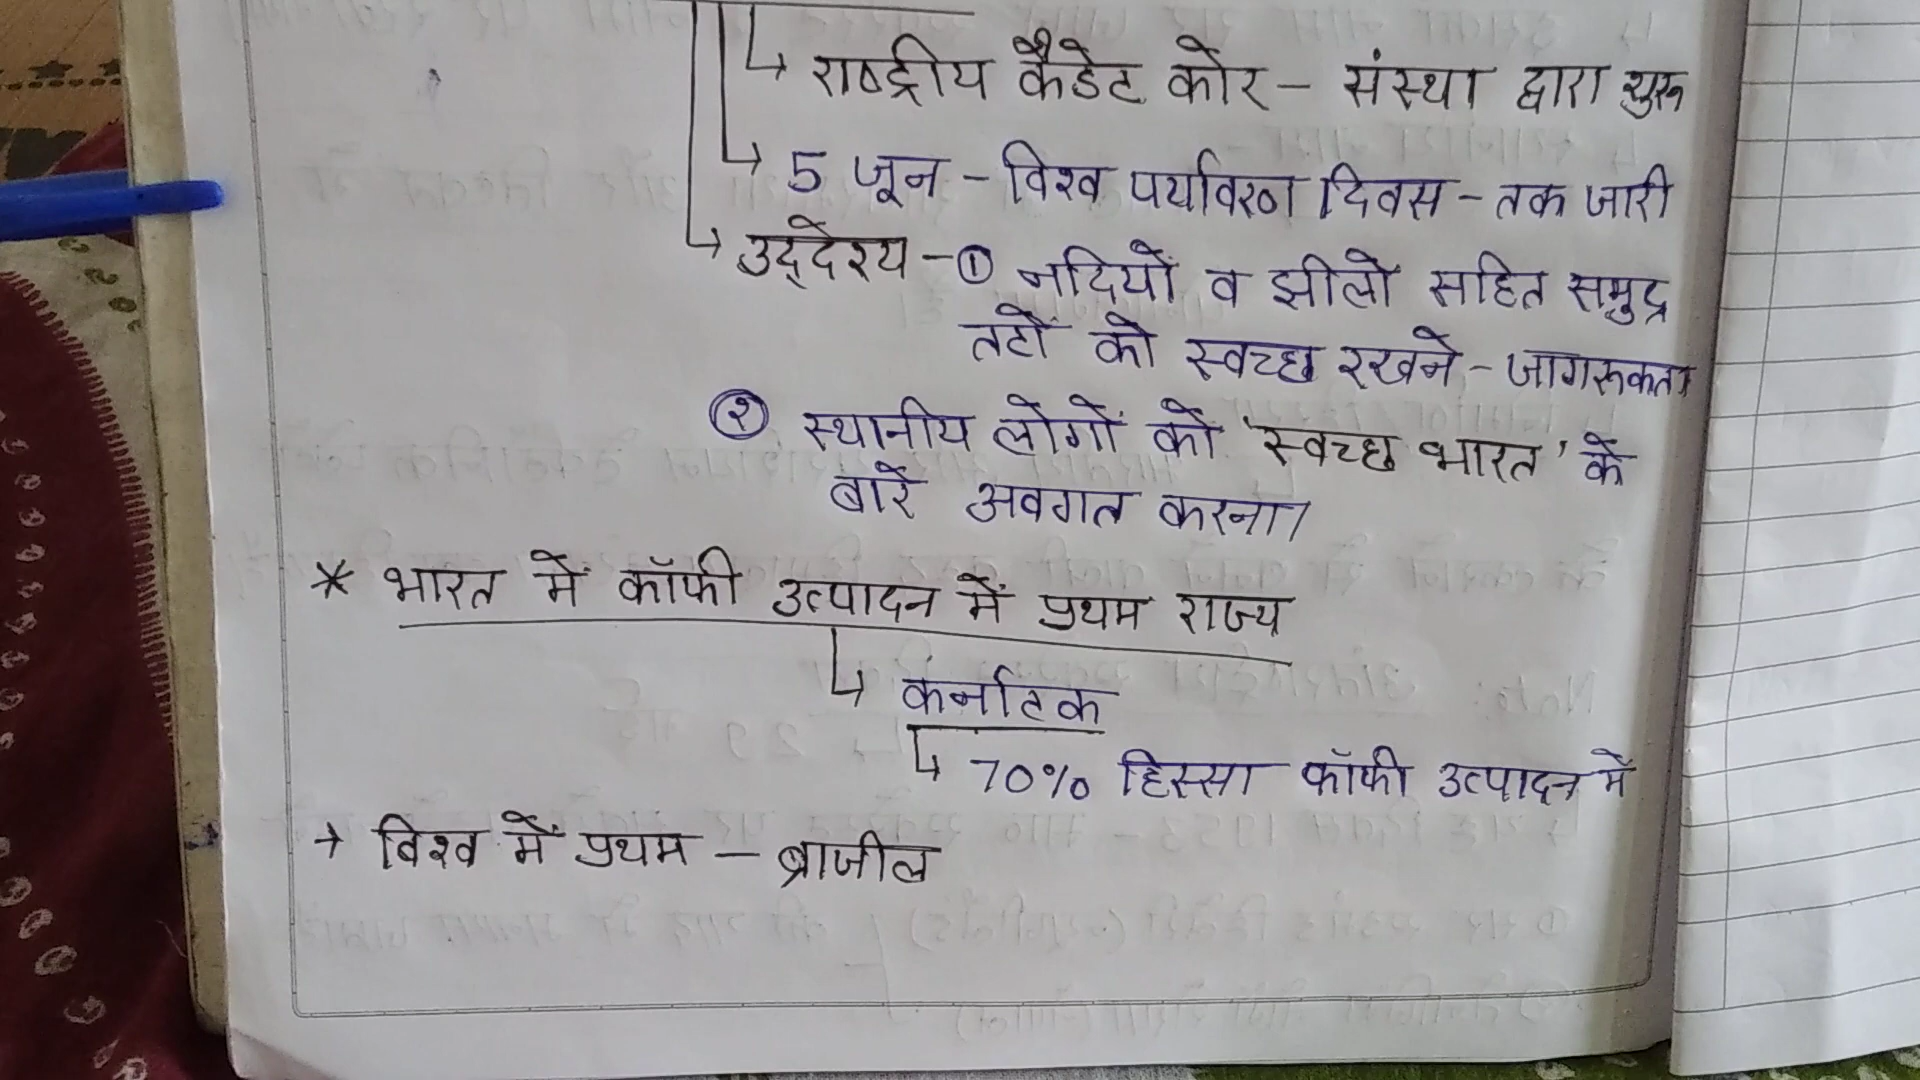 ↳ राष्ट्रीय कैडेट कोर – संस्था द्वारा शुरू
↳ 5 जून – विश्व पर्यावरण दिवस – तक जारी
↳ उद्देश्य – ① नदियों व झीलों सहित समुद्र
तटों को स्वच्छ रखने – जागरूकता
② स्थानीय लोगों को 'स्वच्छ भारत' के
बारे अवगत करना।
* भारत में कॉफी उत्पादन में प्रथम राज्य
↳ कर्नाटक
↳ 70% हिस्सा कॉफी उत्पादन में
→ विश्व में प्रथम – ब्राजील